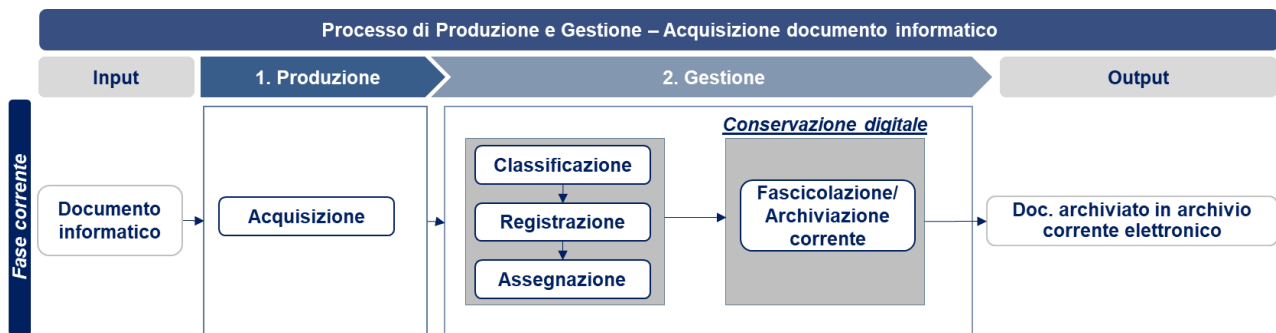 Processo di Produzione e Gestione – Acquisizione documento informatico
Input
1. Produzione
2. Gestione
Output
Fase corrente
Documento
informatico
Acquisizione
Classificazione
Registrazione
Assegnazione
Conservazione digitale
Fascicolazione/
Archiviazione
corrente
Doc. archiviato in archivio
corrente elettronico